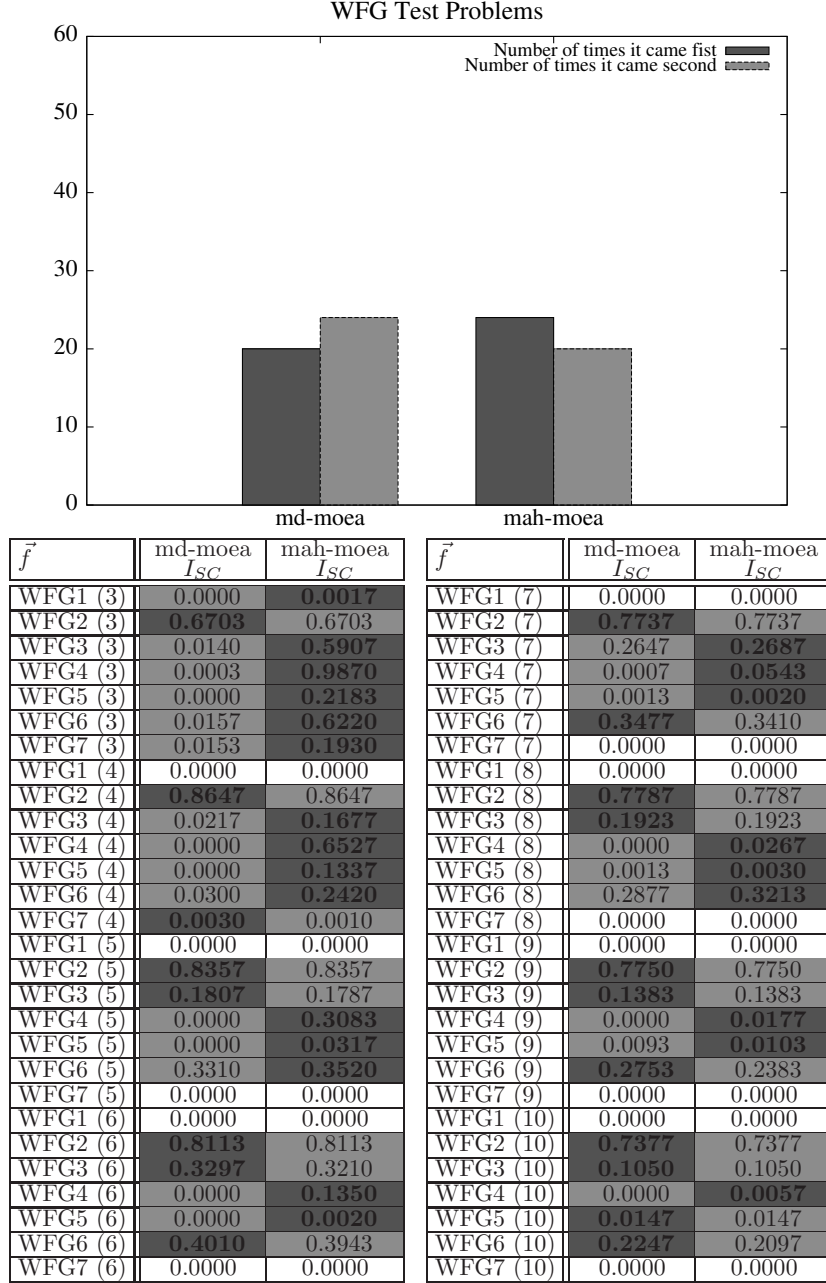 WFG Test Problems
60
Number of times it came fist
Number of times it came second
50
40
30
20
10
0
md-moea mah-moea
f⃗ md-moea I_SC mah-moea I_SC
WFG1 (3) 0.0000 0.0017
WFG2 (3) 0.6703 0.6703
WFG3 (3) 0.0140 0.5907
WFG4 (3) 0.0003 0.9870
WFG5 (3) 0.0000 0.2183
WFG6 (3) 0.0157 0.6220
WFG7 (3) 0.0153 0.1930
WFG1 (4) 0.0000 0.0000
WFG2 (4) 0.8647 0.8647
WFG3 (4) 0.0217 0.1677
WFG4 (4) 0.0000 0.6527
WFG5 (4) 0.0000 0.1337
WFG6 (4) 0.0300 0.2420
WFG7 (4) 0.0030 0.0010
WFG1 (5) 0.0000 0.0000
WFG2 (5) 0.8357 0.8357
WFG3 (5) 0.1807 0.1787
WFG4 (5) 0.0000 0.3083
WFG5 (5) 0.0000 0.0317
WFG6 (5) 0.3310 0.3520
WFG7 (5) 0.0000 0.0000
WFG1 (6) 0.0000 0.0000
WFG2 (6) 0.8113 0.8113
WFG3 (6) 0.3297 0.3210
WFG4 (6) 0.0000 0.1350
WFG5 (6) 0.0000 0.0020
WFG6 (6) 0.4010 0.3943
WFG7 (6) 0.0000 0.0000
f⃗ md-moea I_SC mah-moea I_SC
WFG1 (7) 0.0000 0.0000
WFG2 (7) 0.7737 0.7737
WFG3 (7) 0.2647 0.2687
WFG4 (7) 0.0007 0.0543
WFG5 (7) 0.0013 0.0020
WFG6 (7) 0.3477 0.3410
WFG7 (7) 0.0000 0.0000
WFG1 (8) 0.0000 0.0000
WFG2 (8) 0.7787 0.7787
WFG3 (8) 0.1923 0.1923
WFG4 (8) 0.0000 0.0267
WFG5 (8) 0.0013 0.0030
WFG6 (8) 0.2877 0.3213
WFG7 (8) 0.0000 0.0000
WFG1 (9) 0.0000 0.0000
WFG2 (9) 0.7750 0.7750
WFG3 (9) 0.1383 0.1383
WFG4 (9) 0.0000 0.0177
WFG5 (9) 0.0093 0.0103
WFG6 (9) 0.2753 0.2383
WFG7 (9) 0.0000 0.0000
WFG1 (10) 0.0000 0.0000
WFG2 (10) 0.7377 0.7377
WFG3 (10) 0.1050 0.1050
WFG4 (10) 0.0000 0.0057
WFG5 (10) 0.0147 0.0147
WFG6 (10) 0.2247 0.2097
WFG7 (10) 0.0000 0.0000